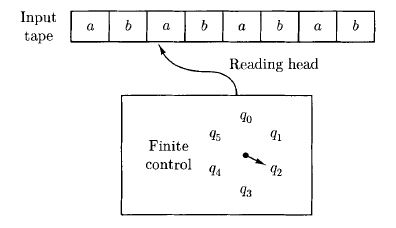 Input tape
a b a b a b a b
Reading head
Finite control
q0
q1
q2
q3
q4
q5